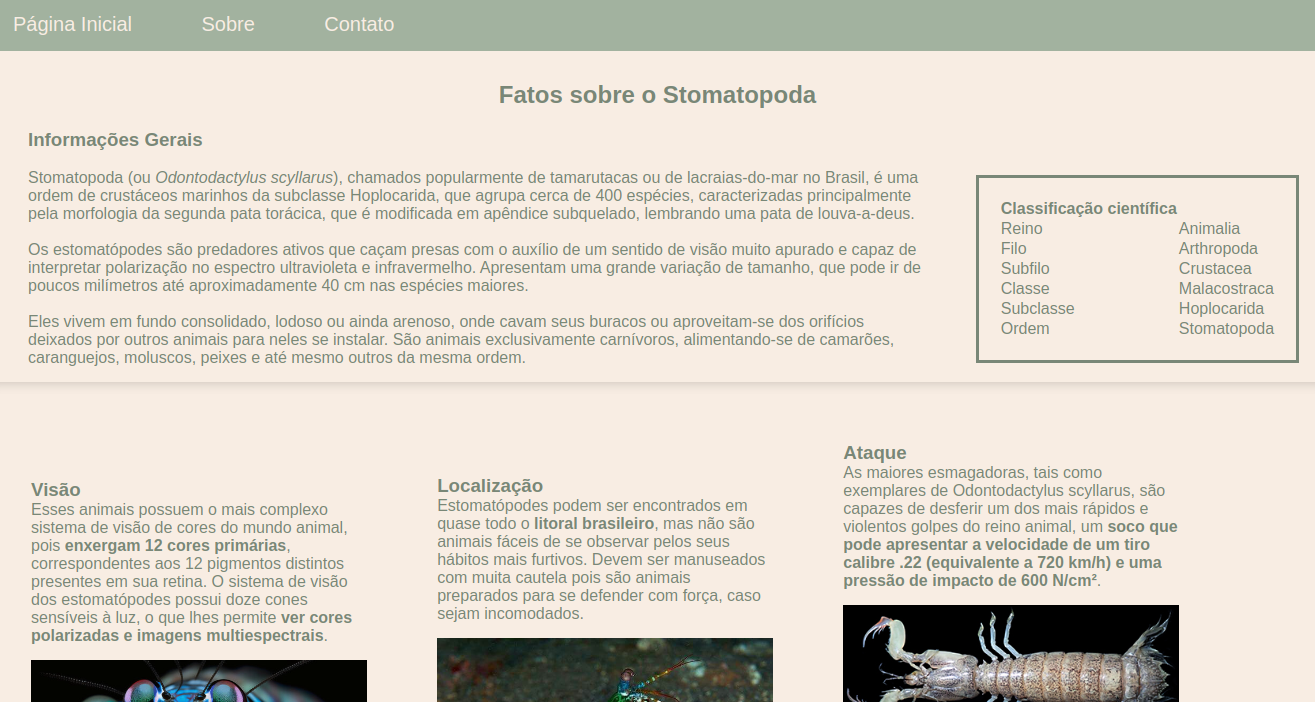 Página Inicial Sobre Contato
Fatos sobre o Stomatopoda
Informações Gerais
Stomatopoda (ou Odontodactylus scyllarus), chamados popularmente de tamarutacas ou de lacraias-do-mar no Brasil, é uma
ordem de crustáceos marinhos da subclasse Hoplocarida, que agrupa cerca de 400 espécies, caracterizadas principalmente
pela morfologia da segunda pata torácica, que é modificada em apêndice subquelado, lembrando uma pata de louva-a-deus.
Os estomatópodes são predadores ativos que caçam presas com o auxílio de um sentido de visão muito apurado e capaz de
interpretar polarização no espectro ultravioleta e infravermelho. Apresentam uma grande variação de tamanho, que pode ir de
poucos milímetros até aproximadamente 40 cm nas espécies maiores.
Eles vivem em fundo consolidado, lodoso ou ainda arenoso, onde cavam seus buracos ou aproveitam-se dos orifícios
deixados por outros animais para neles se instalar. São animais exclusivamente carnívoros, alimentando-se de camarões,
caranguejos, moluscos, peixes e até mesmo outros da mesma ordem.
Classificação científica
Reino Animalia
Filo Arthropoda
Subfilo Crustacea
Classe Malacostraca
Subclasse Hoplocarida
Ordem Stomatopoda
Visão
Esses animais possuem o mais complexo
sistema de visão de cores do mundo animal,
pois enxergam 12 cores primárias,
correspondentes aos 12 pigmentos distintos
presentes em sua retina. O sistema de visão
dos estomatópodes possui doze cones
sensíveis à luz, o que lhes permite ver cores
polarizadas e imagens multiespectrais.
Localização
Estomatópodes podem ser encontrados em
quase todo o litoral brasileiro, mas não são
animais fáceis de se observar pelos seus
hábitos mais furtivos. Devem ser manuseados
com muita cautela pois são animais
preparados para se defender com força, caso
sejam incomodados.
Ataque
As maiores esmagadoras, tais como
exemplares de Odontodactylus scyllarus, são
capazes de desferir um dos mais rápidos e
violentos golpes do reino animal, um soco que
pode apresentar a velocidade de um tiro
calibre .22 (equivalente a 720 km/h) e uma
pressão de impacto de 600 N/cm².